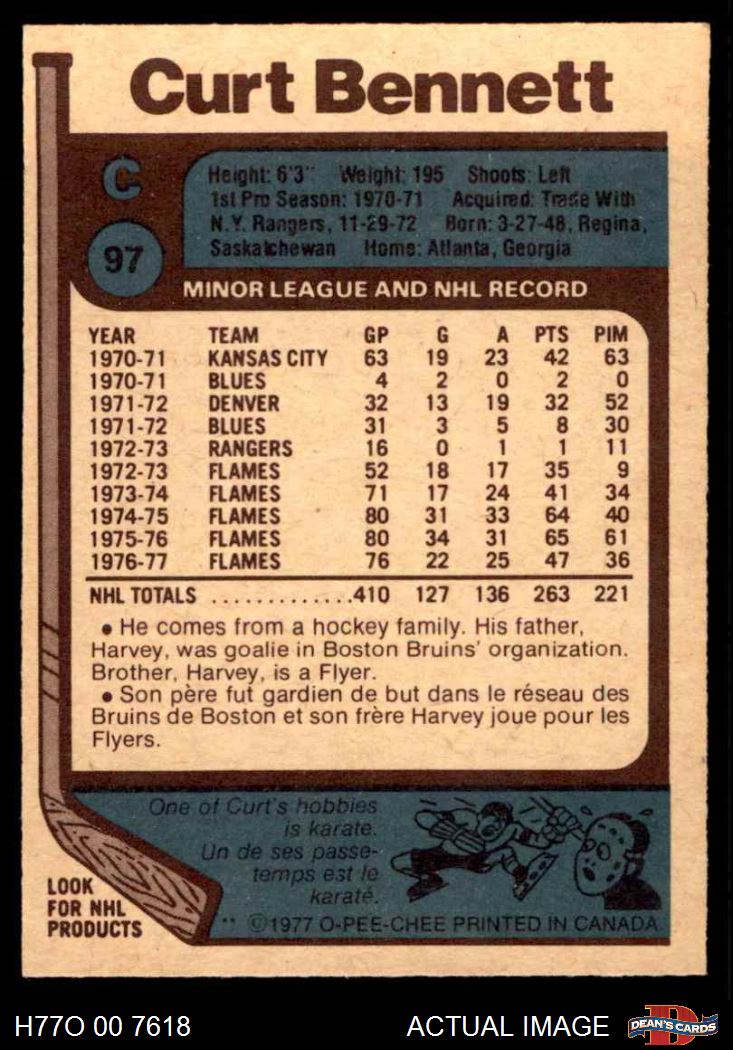 Curt Bennett
C
97
Height: 6'3" Weight: 195 Shoots: Left
1st Pro Season: 1970-71 Acquired: Trade With
N.Y. Rangers, 11-29-72 Born: 3-27-48, Regina,
Saskatchewan Home: Atlanta, Georgia
MINOR LEAGUE AND NHL RECORD
YEAR TEAM GP G A PTS PIM
1970-71 KANSAS CITY 63 19 23 42 63
1970-71 BLUES 4 2 0 2 0
1971-72 DENVER 32 13 19 32 52
1971-72 BLUES 31 3 5 8 30
1972-73 RANGERS 16 0 1 1 11
1972-73 FLAMES 52 18 17 35 9
1973-74 FLAMES 71 17 24 41 34
1974-75 FLAMES 80 31 33 64 40
1975-76 FLAMES 80 34 31 65 61
1976-77 FLAMES 76 22 25 47 36
NHL TOTALS .............410 127 136 263 221
• He comes from a hockey family. His father,
Harvey, was goalie in Boston Bruins' organization.
Brother, Harvey, is a Flyer.
• Son père fut gardien de but dans le réseau des
Bruins de Boston et son frère Harvey joue pour les
Flyers.
One of Curt's hobbies
is karate.
Un de ses passe-
temps est le
karaté.
LOOK
FOR NHL
PRODUCTS
** ©1977 O-PEE-CHEE PRINTED IN CANADA
H77O 00 7618 ACTUAL IMAGE
DEAN'S CARDS